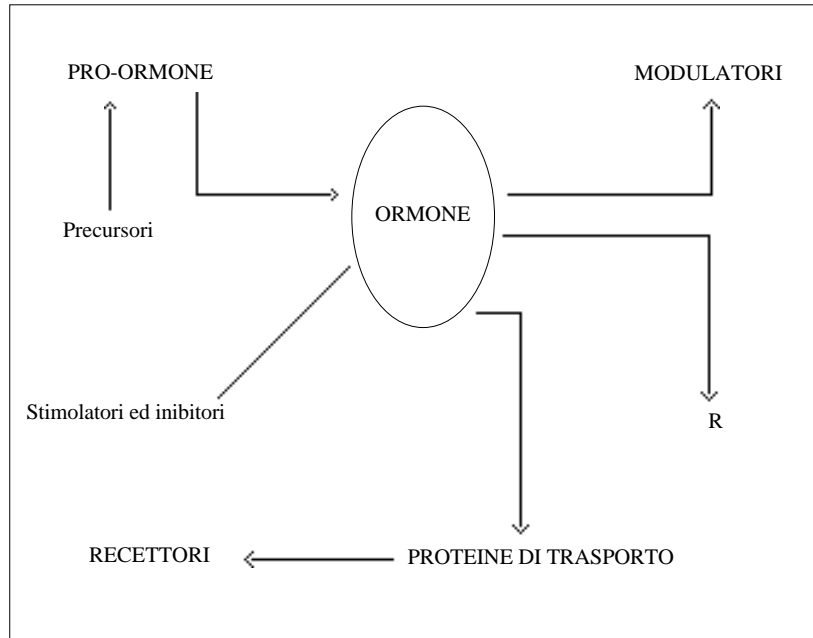 PRO-ORMONE
MODULATORI
ORMONE
Precursori
Stimolatori ed inibitori
R
RECETTORI
PROTEINE DI TRASPORTO